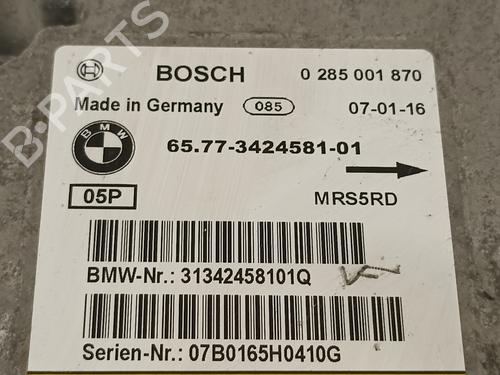 BOSCH 0 285 001 870
Made in Germany 085 07-01-16
BMW 65.77-3424581-01
05P MRS5RD
BMW-Nr.: 31342458101Q
Serien-Nr.: 07B0165H0410G
B-PARTS